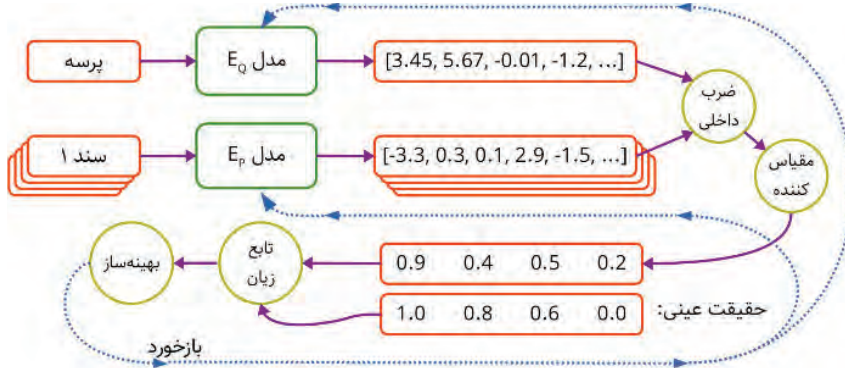 پرسه
مدل E_Q
[3.45, 5.67, -0.01, -1.2, ...]
ضرب
داخلی
سند ۱
مدل E_P
[-3.3, 0.3, 0.1, 2.9, -1.5, ...]
مقیاس
کننده
بهینه‌ساز
تابع
زیان
0.9 0.4 0.5 0.2
حقیقت عینی:
1.0 0.8 0.6 0.0
بازخورد